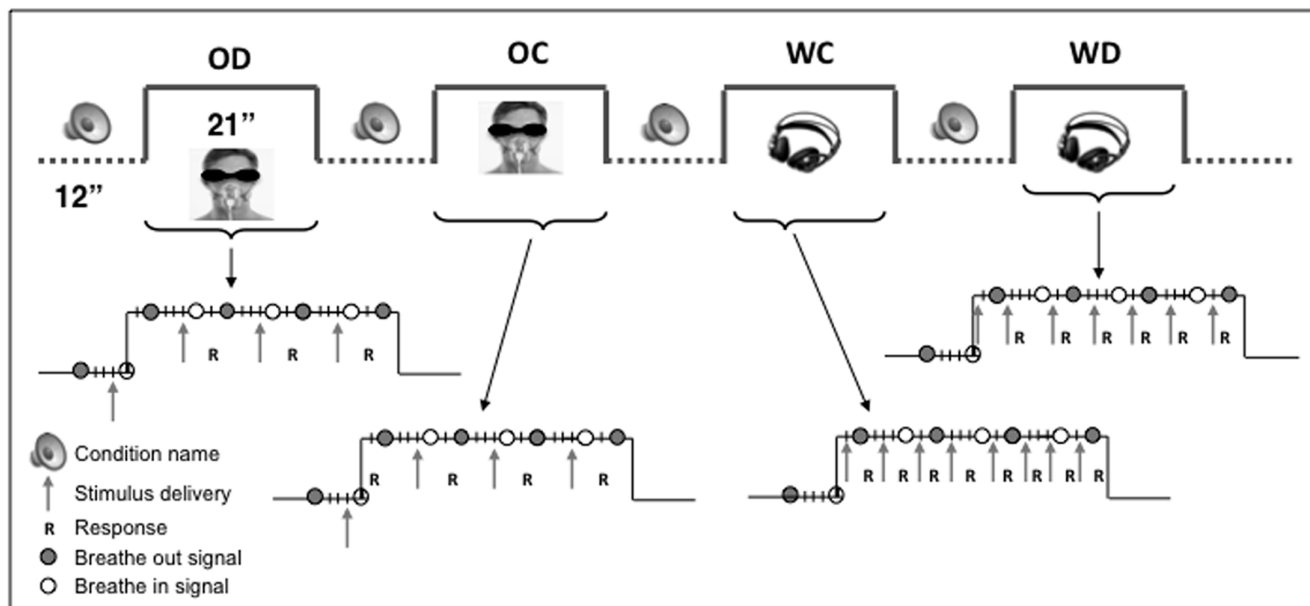 OD OC WC WD
21”
12”
R R R
R R R R R R
R R R R
R R R R R R R R
Condition name
Stimulus delivery
R Response
Breathe out signal
Breathe in signal